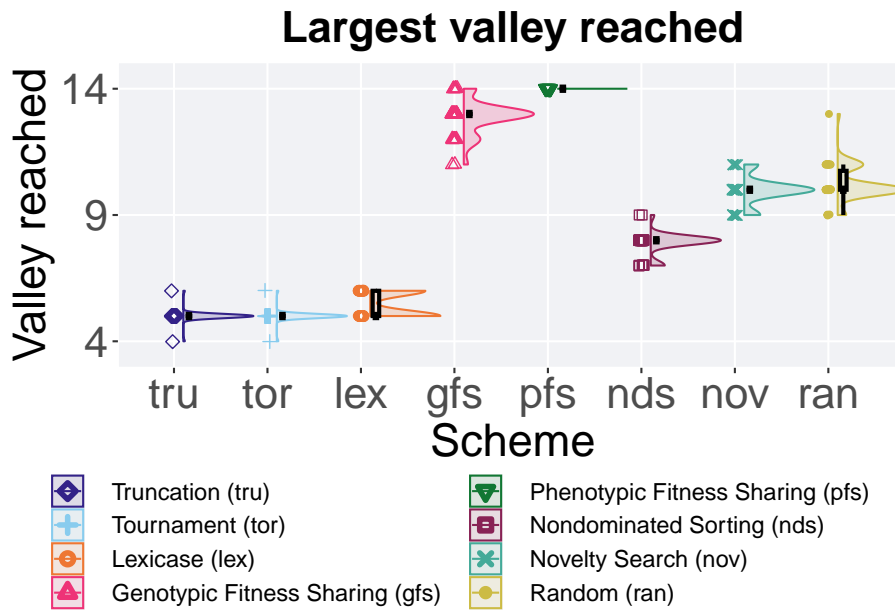 Largest valley reached
Valley reached
14
9
4
tru tor lex gfs pfs nds nov ran
Scheme
Truncation (tru)
Tournament (tor)
Lexicase (lex)
Genotypic Fitness Sharing (gfs)
Phenotypic Fitness Sharing (pfs)
Nondominated Sorting (nds)
Novelty Search (nov)
Random (ran)